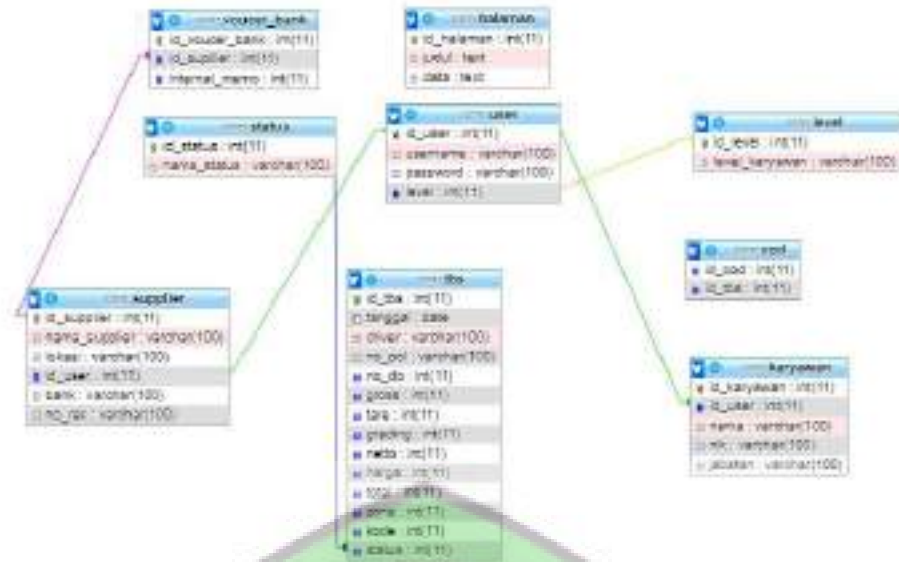 voucer_bank
id_voucer_bank : int(11)
id_suplier : int(11)
internal_memo : int(11)
halaman
id_halaman : int(11)
judul : text
data : text
status
id_status : int(11)
nama_status : varchar(100)
user
id_user : int(11)
username : varchar(100)
password : varchar(100)
level : int(11)
level
id_level : int(11)
level_karyawan : varchar(100)
id_tbs : int(11)
supplier
id_supplier : int(11)
nama_supplier : varchar(100)
lokasi : varchar(100)
id_user : int(11)
bank : varchar(100)
no_rek : varchar(100)
tbs
id_tbs : int(11)
tanggal : date
driver : varchar(100)
no_pol : varchar(100)
no_do : int(11)
gross : int(11)
tara : int(11)
grading : int(11)
netto : int(11)
harga : int(11)
total : int(11)
: int(11)
kode : int(11)
status : int(11)
karyawan
id_karyawan : int(11)
id_user : int(11)
nama : varchar(100)
nik : varchar(100)
jabatan : varchar(100)